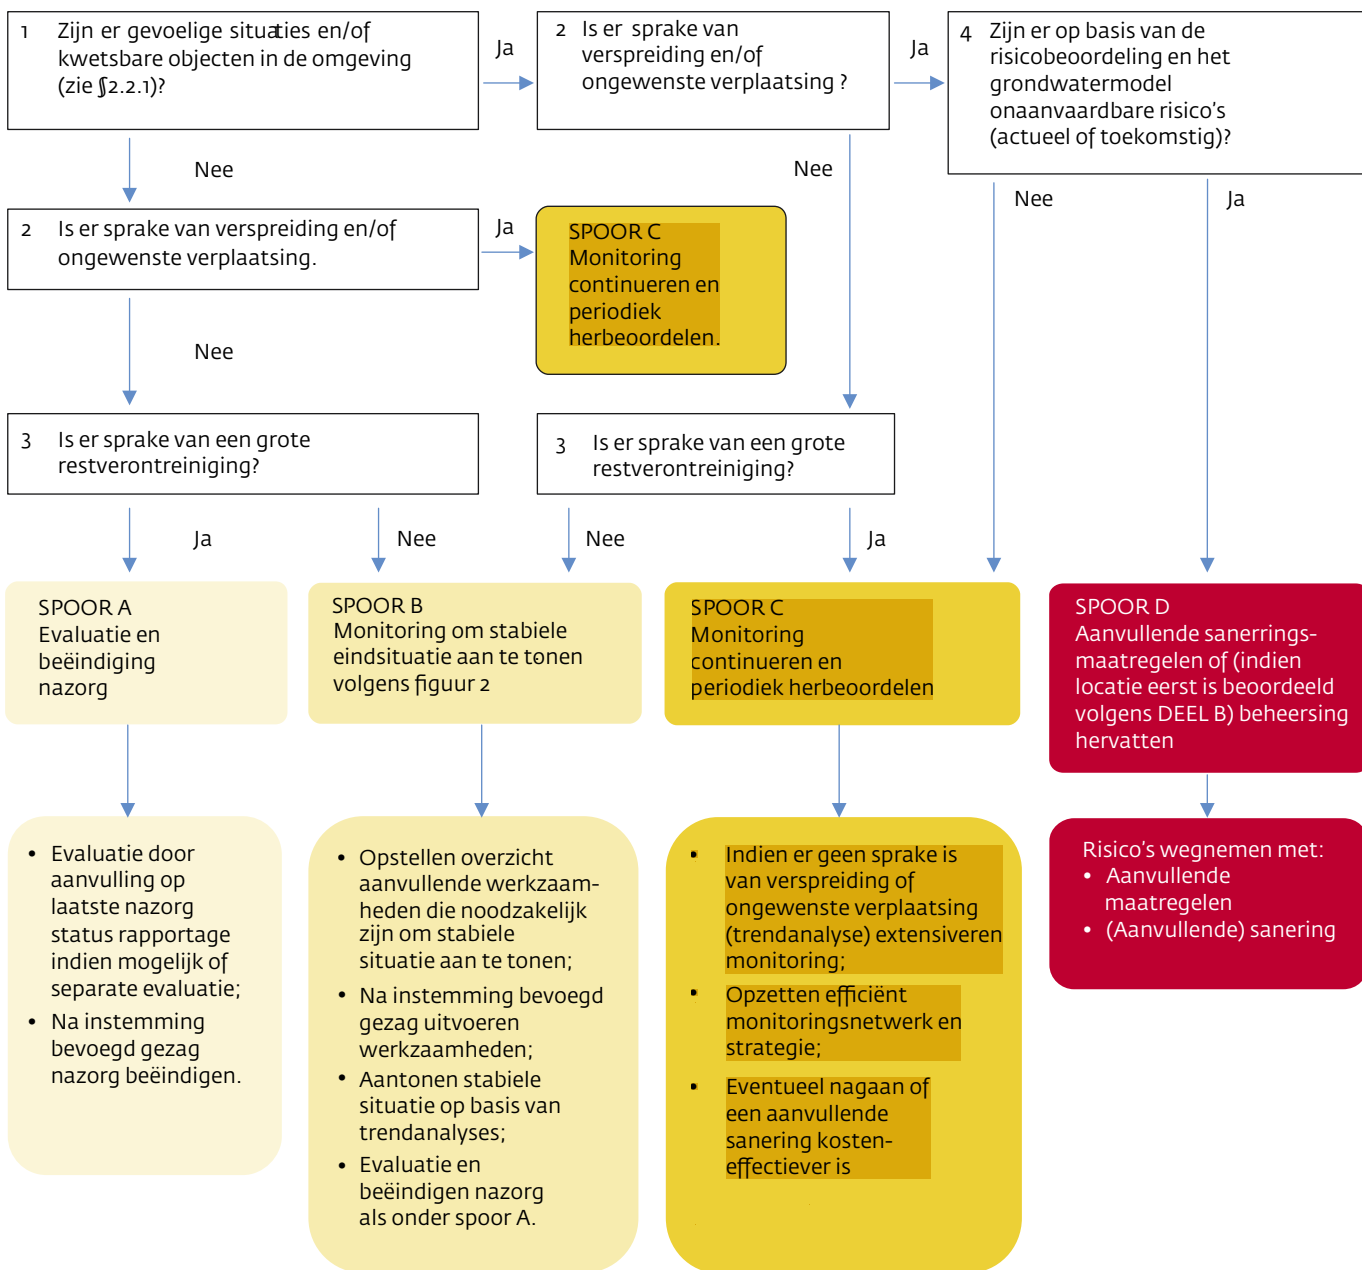 1 Zijn er gevoelige situaties en/of
kwetsbare objecten in de omgeving
(zie §2.2.1)?
Ja
2 Is er sprake van
verspreiding en/of
ongewenste verplaatsing ?
Ja
4 Zijn er op basis van de
risicobeoordeling en het
grondwatermodel
onaanvaardbare risico's
(actueel of toekomstig)?
Nee
Nee
Nee
Ja
2 Is er sprake van verspreiding en/of
ongewenste verplaatsing.
Ja
SPOOR C
Monitoring
continueren en
periodiek
herbeoordelen.
Nee
3 Is er sprake van een grote
restverontreiniging?
3 Is er sprake van een grote
restverontreiniging?
Ja
Nee
Nee
Ja
SPOOR A
Evaluatie en
beëindiging
nazorg
SPOOR B
Monitoring om stabiele
eindsituatie aan te tonen
volgens figuur 2
SPOOR C
Monitoring
continueren en
periodiek herbeoordelen
SPOOR D
Aanvullende sanerrings-
maatregelen of (indien
locatie eerst is beoordeeld
volgens DEEL B) beheersing
hervatten
• Evaluatie door
aanvulling op
laatste nazorg
status rapportage
indien mogelijk of
separate evaluatie;
• Na instemming
bevoegd gezag
nazorg beëindigen.
• Opstellen overzicht
aanvullende werkzaam-
heden die noodzakelijk
zijn om stabiele
situatie aan te tonen;
• Na instemming bevoegd
gezag uitvoeren
werkzaamheden;
• Aantonen stabiele
situatie op basis van
trendanalyses;
• Evaluatie en
beëindigen nazorg
als onder spoor A.
• Indien er geen sprake is
van verspreiding of
ongewenste verplaatsing
(trendanalyse) extensiveren
monitoring;
• Opzetten efficiënt
monitoringsnetwerk en
strategie;
• Eventueel nagaan of
een aanvullende
sanering kosten-
effectiever is
Risico's wegnemen met:
• Aanvullende
maatregelen
• (Aanvullende) sanering